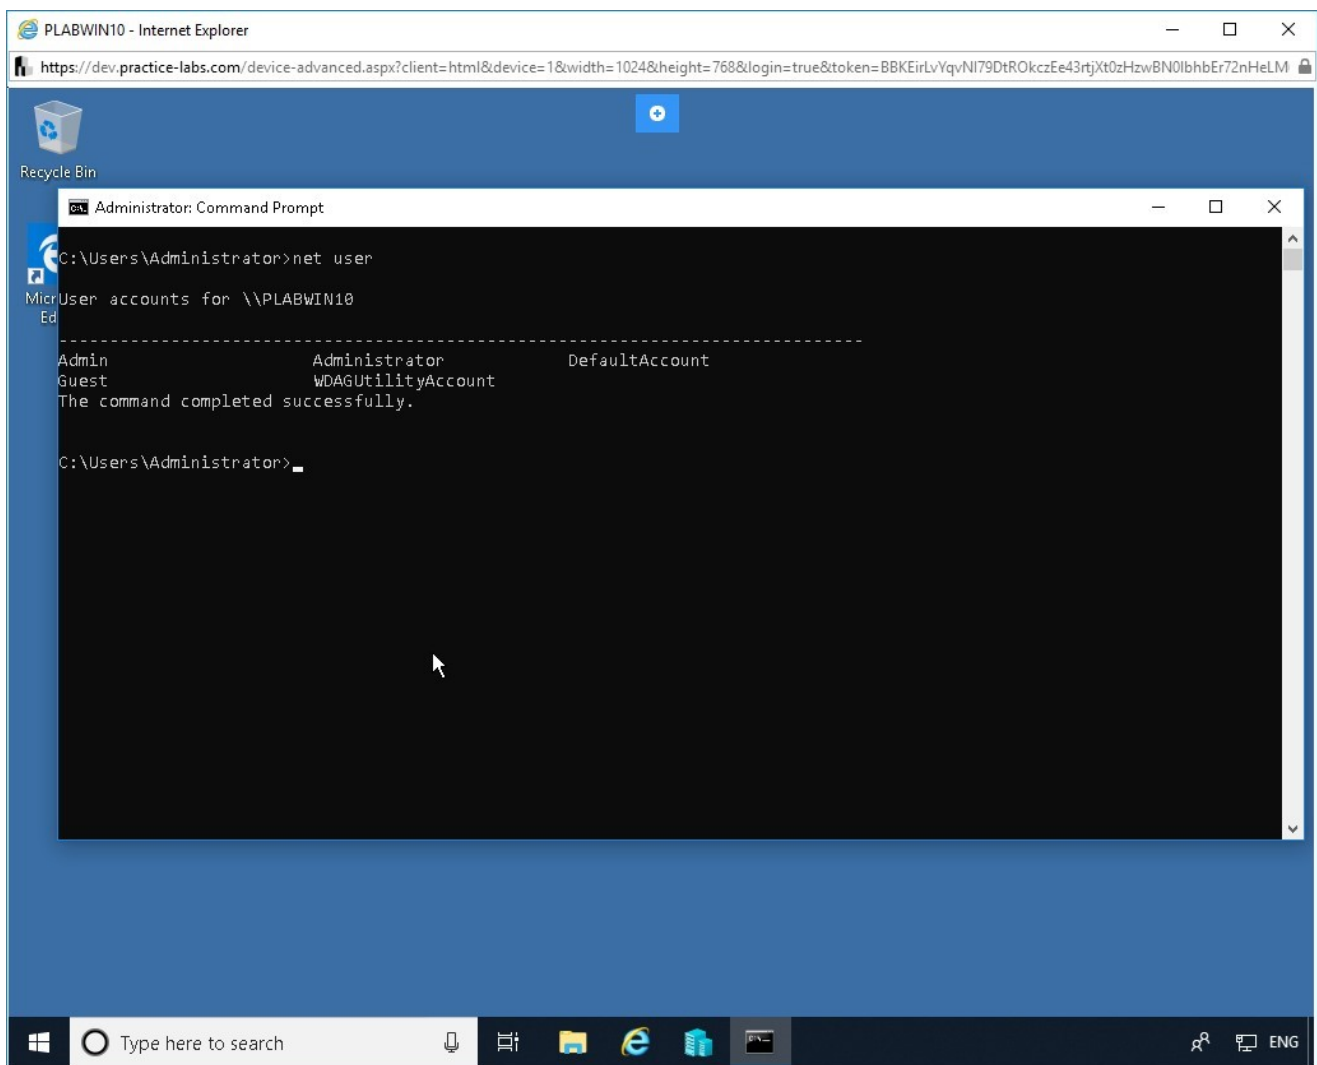 PLABWIN10 - Internet Explorer
https://dev.practice-labs.com/device-advanced.aspx?client=html&device=1&width=1024&height=768&login=true&token=
Recycle Bin
Administrator: Command Prompt
C:\Users\Administrator>net user
Micr
Ed
User accounts for \\PLABWIN10
-------------------------------------------------------------------------------
Admin Administrator DefaultAccount
Guest WDAGUtilityAccount
The command completed successfully.
C:\Users\Administrator>
Type here to search
ENG